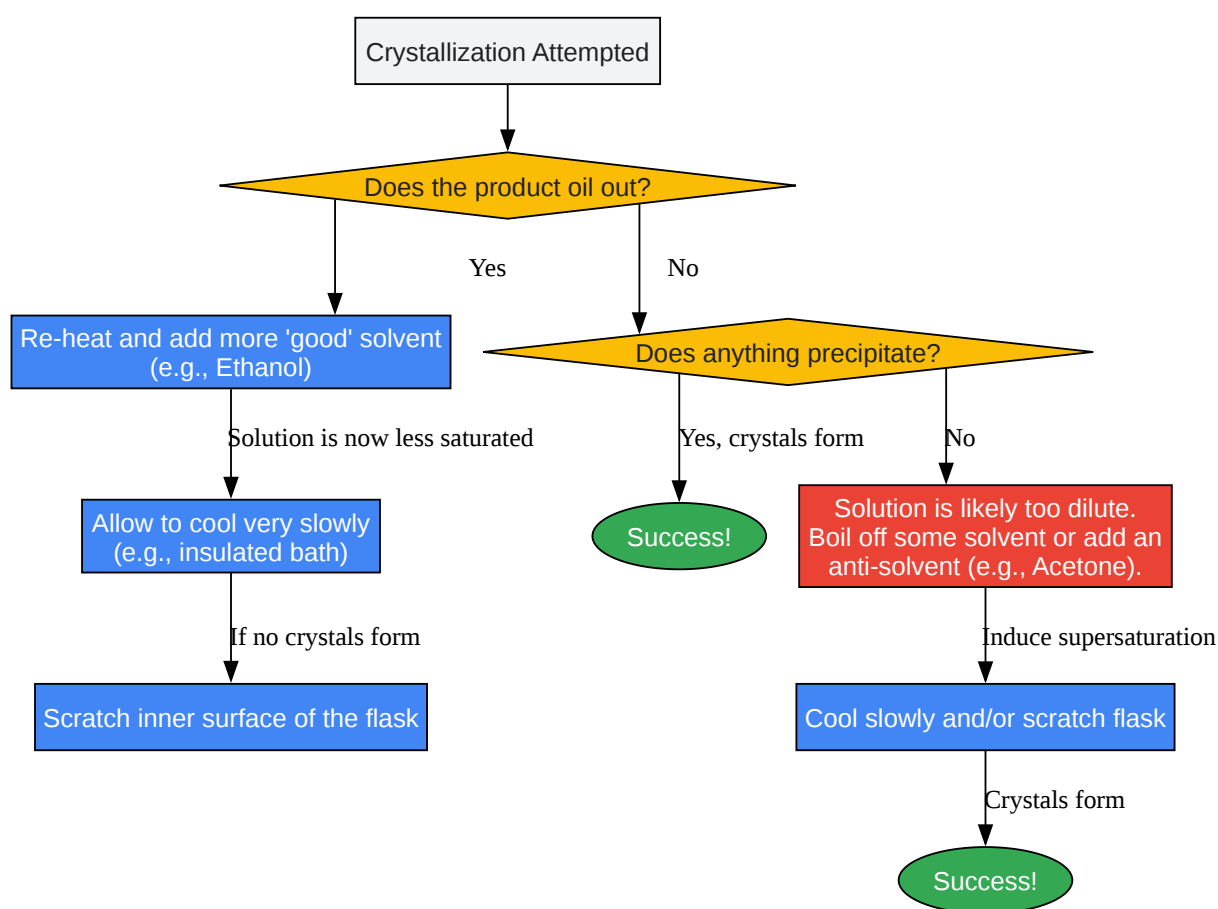 Crystallization Attempted
Does the product oil out?
Yes
No
Re-heat and add more 'good' solvent
(e.g., Ethanol)
Does anything precipitate?
Solution is now less saturated
Yes, crystals form
No
Allow to cool very slowly
(e.g., insulated bath)
Success!
Solution is likely too dilute.
Boil off some solvent or add an
anti-solvent (e.g., Acetone).
If no crystals form
Induce supersaturation
Scratch inner surface of the flask
Cool slowly and/or scratch flask
Crystals form
Success!